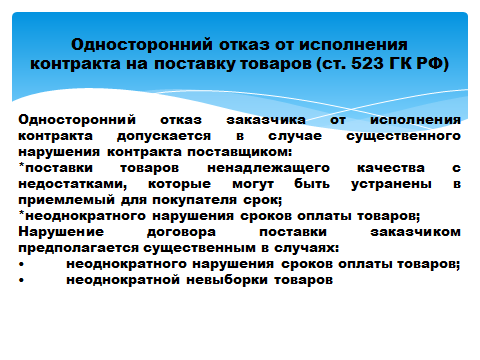 Односторонний отказ от исполнения
контракта на поставку товаров (ст. 523 ГК РФ)
Односторонний отказ заказчика от исполнения
контракта допускается в случае существенного
нарушения контракта поставщиком:
*поставки товаров ненадлежащего качества с
недостатками, которые могут быть устранены в
приемлемый для покупателя срок;
*неоднократного нарушения сроков оплаты товаров;
Нарушение договора поставки заказчиком
предполагается существенным в случаях:
• неоднократного нарушения сроков оплаты товаров;
• неоднократной невыборки товаров